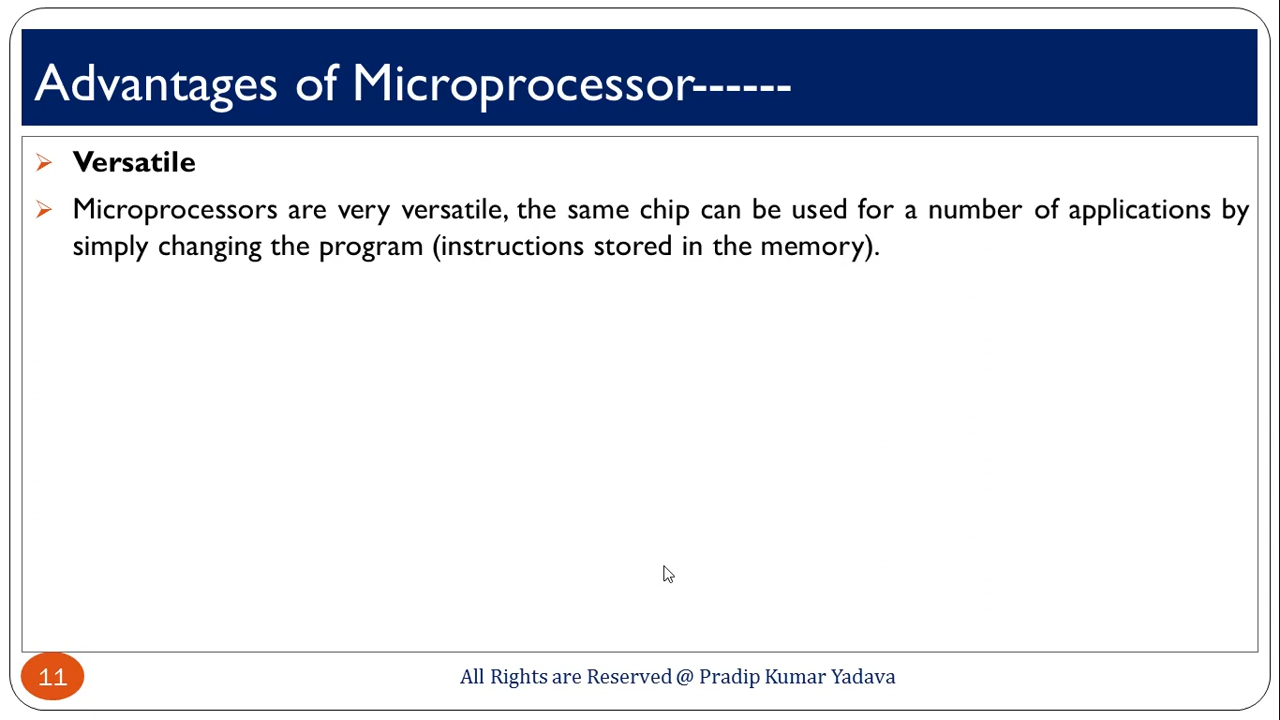 Advantages of Microprocessor------
Versatile
Microprocessors are very versatile, the same chip can be used for a number of applications by
simply changing the program (instructions stored in the memory).
11
All Rights are Reserved @ Pradip Kumar Yadava